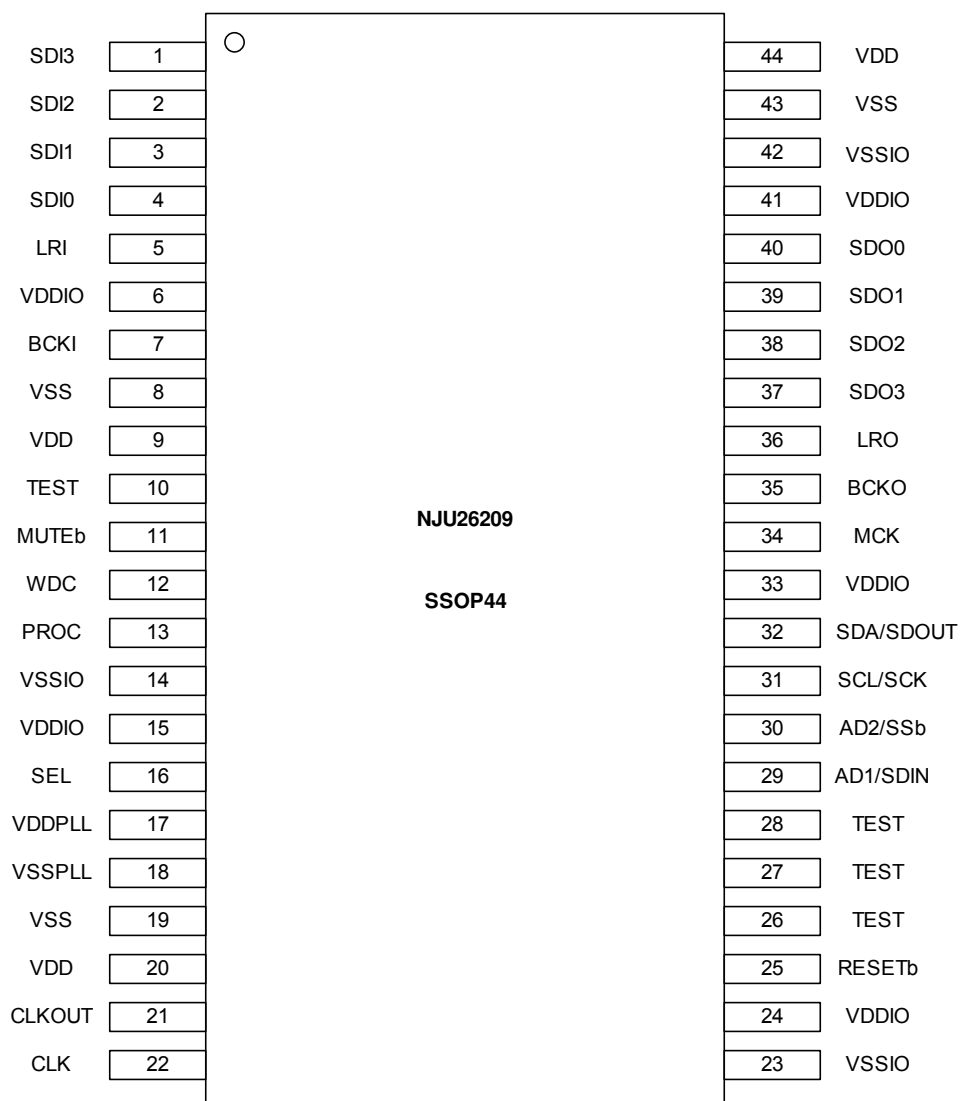 SDI3 1 44 VDD
SDI2 2 43 VSS
SDI1 3 42 VSSIO
SDI0 4 41 VDDIO
LRI 5 40 SDO0
VDDIO 6 39 SDO1
BCKI 7 38 SDO2
VSS 8 37 SDO3
VDD 9 36 LRO
TEST 10 35 BCKO
NJU26209
MUTEb 11 34 MCK
WDC 12 33 VDDIO
SSOP44
PROC 13 32 SDA/SDOUT
VSSIO 14 31 SCL/SCK
VDDIO 15 30 AD2/SSb
SEL 16 29 AD1/SDIN
VDDPLL 17 28 TEST
VSSPLL 18 27 TEST
VSS 19 26 TEST
VDD 20 25 RESETb
CLKOUT 21 24 VDDIO
CLK 22 23 VSSIO